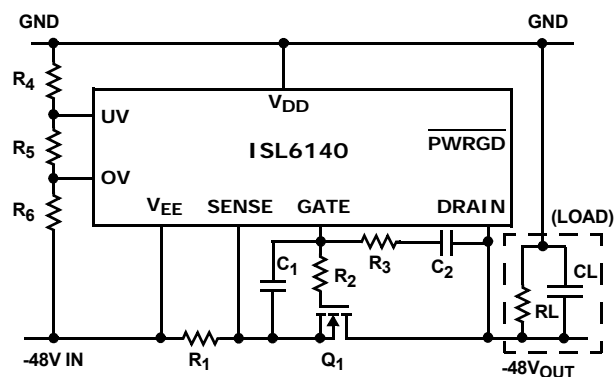 GND
GND
R4
VDD
UV
R5
ISL6140
PWRGD
OV
R6
VEE
SENSE
GATE
DRAIN
(LOAD)
C1
R2
R3
C2
RL
CL
-48V IN
R1
Q1
-48VOUT